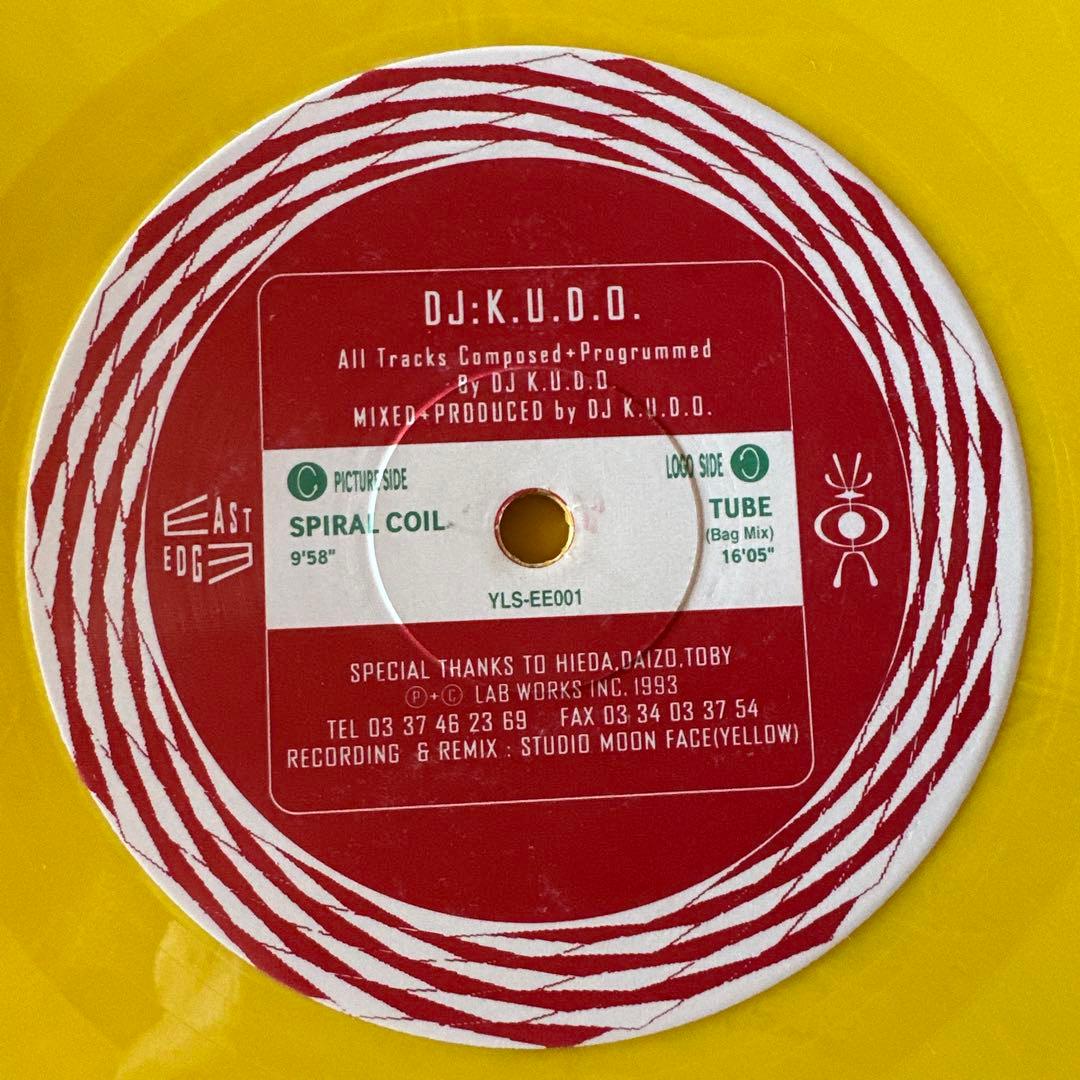 DJ:K.U.D.O.
All Tracks Composed+Progrummed
By DJ K.U.D.O.
MIXED+PRODUCED by DJ K.U.D.O.
PICTURE SIDE
SPIRAL COIL
9'58"
LOGO SIDE
TUBE
(Bag Mix)
16'05"
YLS-EE001
EAST
EDGE
SPECIAL THANKS TO HIEDA,DAIZO,TOBY
Ⓟ+Ⓒ LAB WORKS INC. 1993
TEL 03 37 46 23 69 FAX 03 34 03 37 54
RECORDING & REMIX : STUDIO MOON FACE(YELLOW)